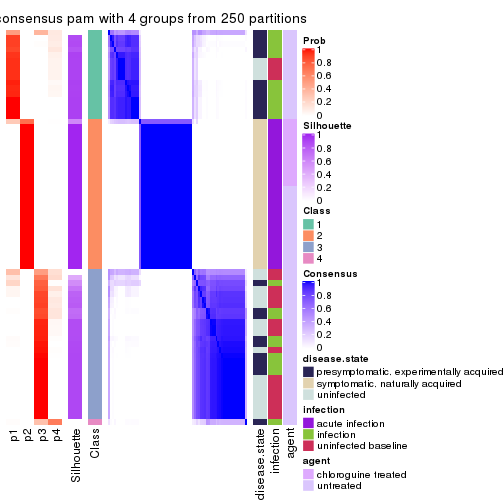 consensus pam with 4 groups from 250 partitions
Prob
1
0.8
0.6
0.4
0.2
0
Silhouette
1
0.8
0.6
0.4
0.2
0
Class
1
2
3
4
Consensus
1
0.8
0.6
0.4
0.2
0
disease.state
presymptomatic. experimentally acquired
symptomatic. naturally acquired
uninfected
infection
acute infection
infection
uninfected baseline
agent
chloroguine treated
untreated
p1
p2
p3
p4
Silhouette
Class
disease.state
infection
agent